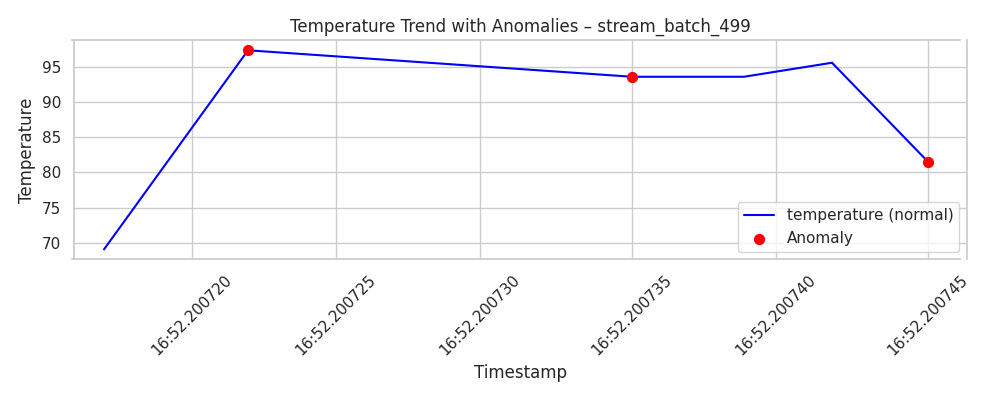 Temperature Trend with Anomalies – stream_batch_499
Temperature
95
90
85
80
75
70
temperature (normal)
Anomaly
16:52.200720
16:52.200725
16:52.200730
16:52.200735
16:52.200740
16:52.200745
Timestamp